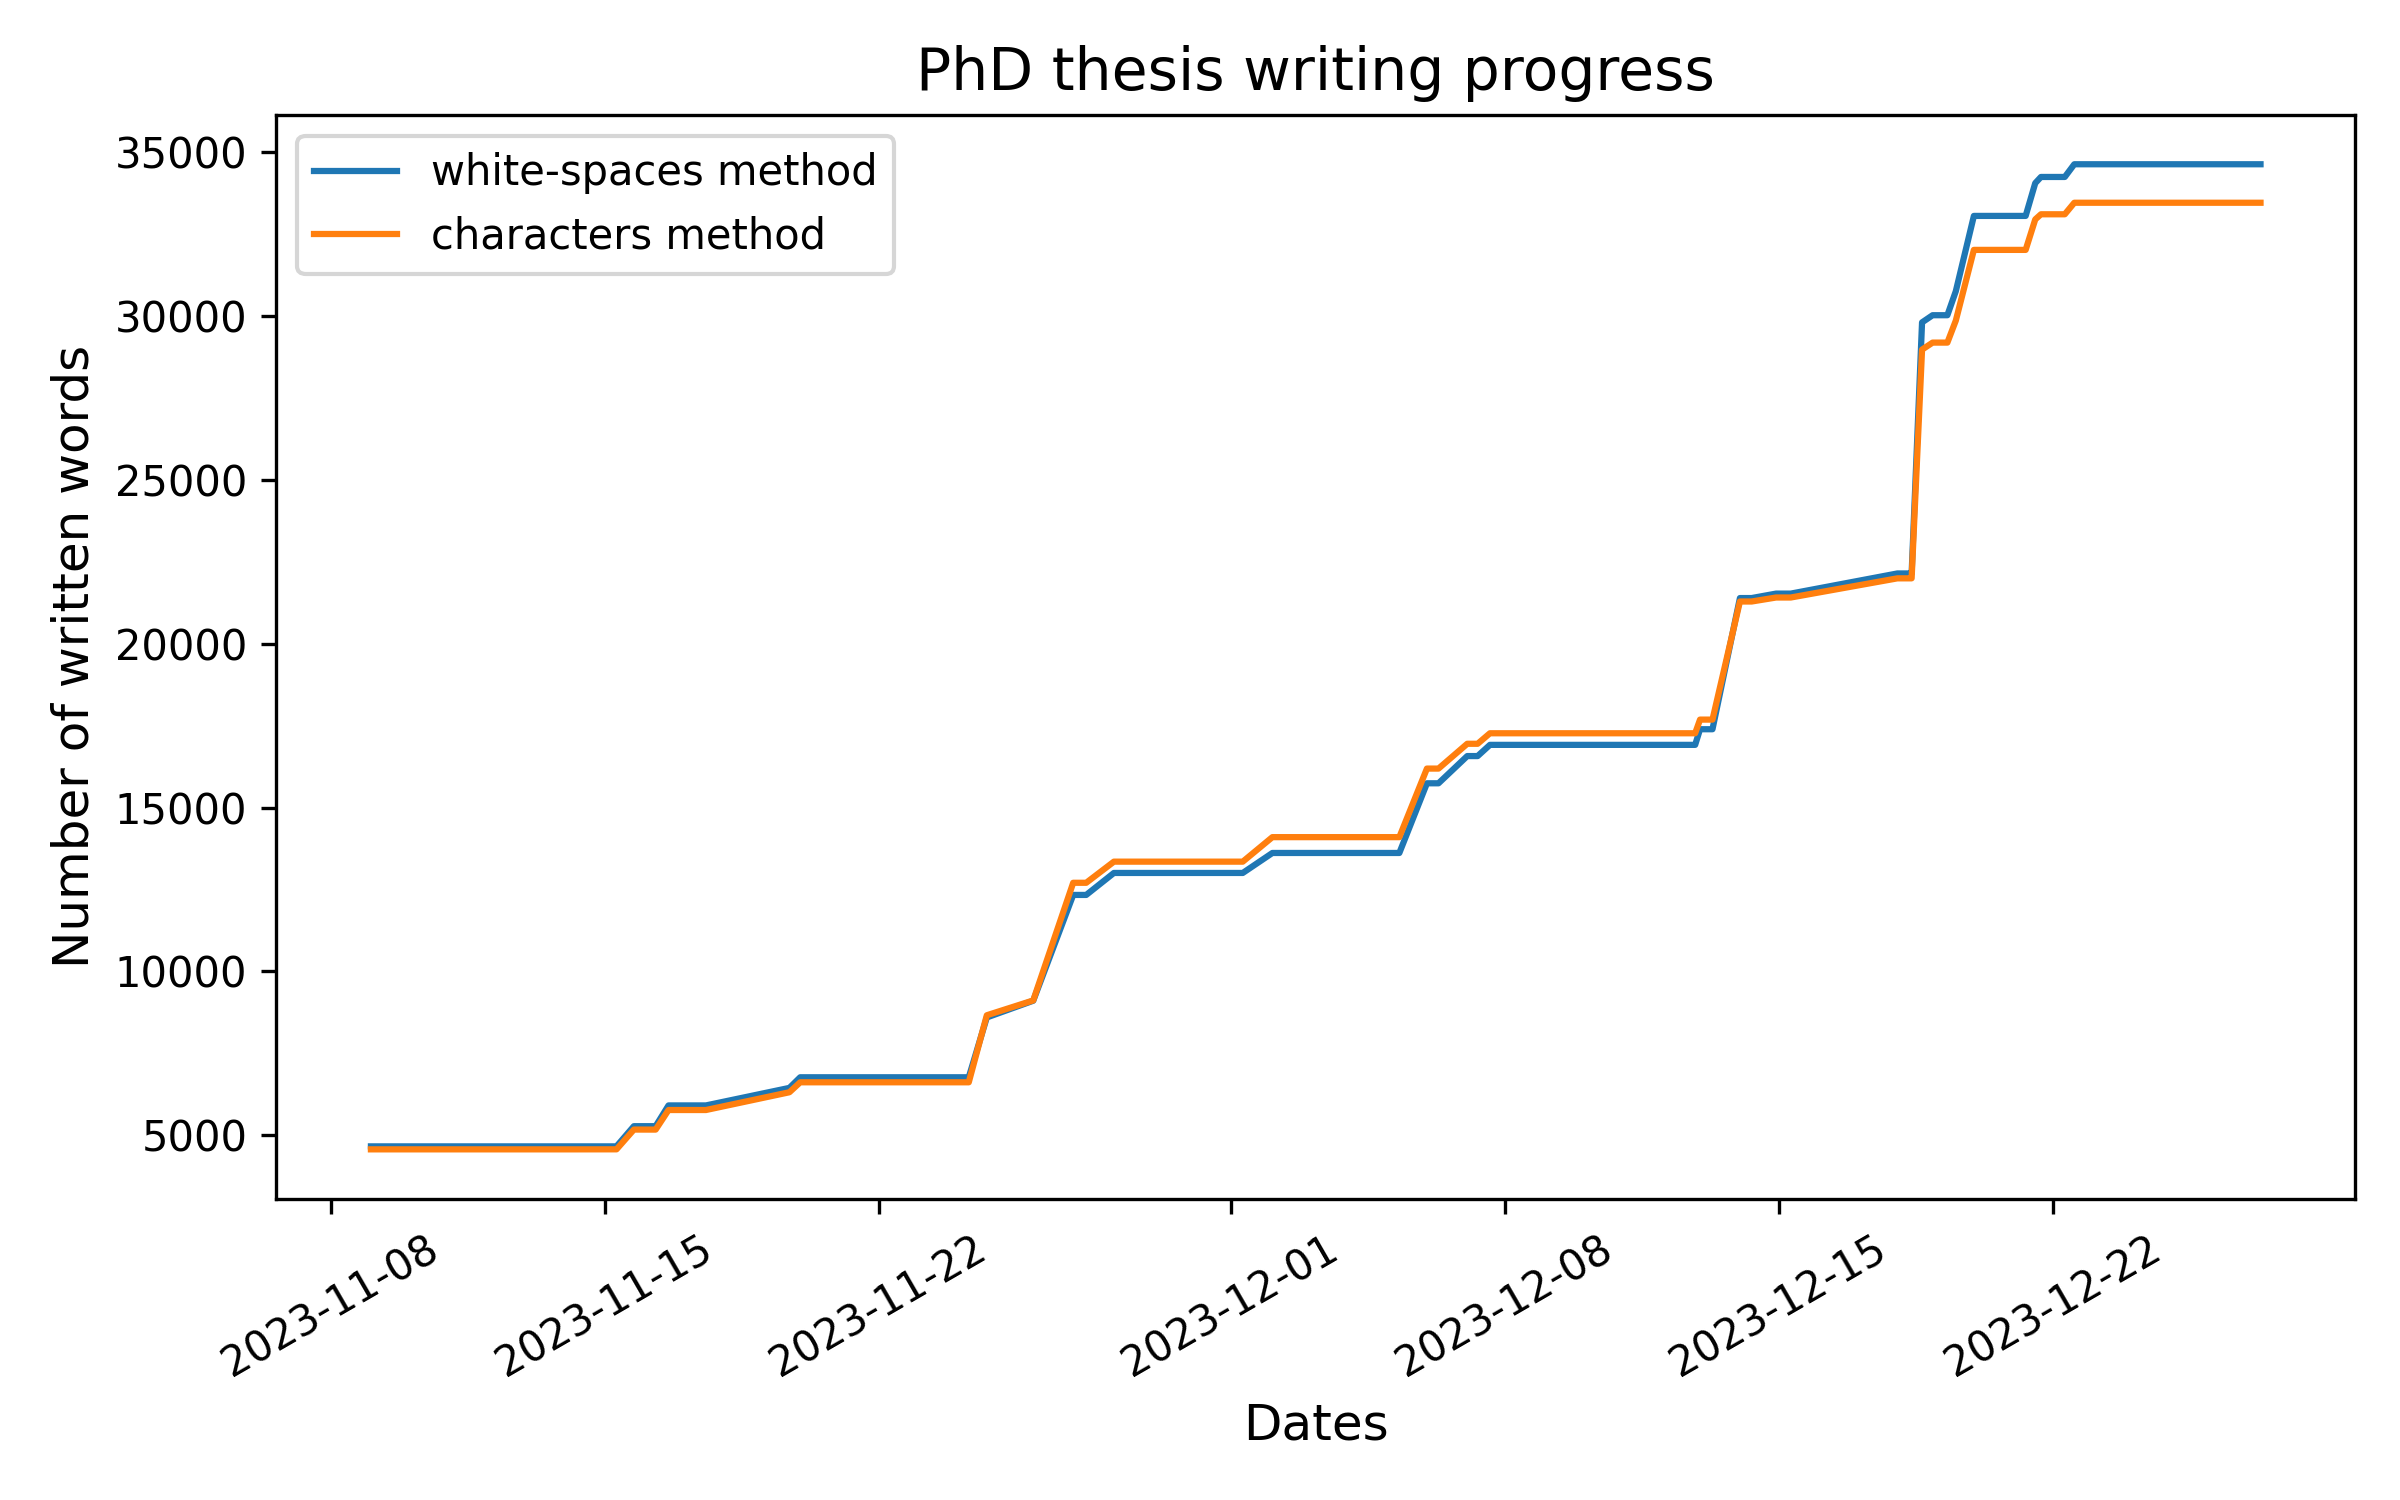 PhD thesis writing progress
white-spaces method
characters method
Number of written words
35000
30000
25000
20000
15000
10000
5000
2023-11-08
2023-11-15
2023-11-22
2023-12-01
2023-12-08
2023-12-15
2023-12-22
Dates